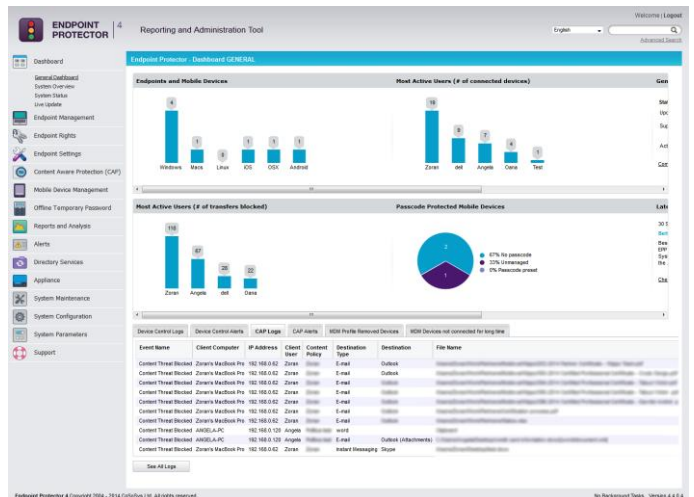 Welcome | Logout
ENDPOINT PROTECTOR 4
Reporting and Administration Tool
English
Advanced Search
Dashboard
General Dashboard
System Overview
System Status
Live Update
Endpoint Management
Endpoint Rights
Endpoint Settings
Content Aware Protection (CAP)
Mobile Device Management
Offline Temporary Password
Reports and Analysis
Alerts
Directory Services
Appliance
System Maintenance
System Configuration
System Parameters
Support
Endpoint Protector - Dashboard GENERAL
Endpoints and Mobile Devices
4
1
0
1
1
1
Windows Macs Linux iOS OSX Android
Most Active Users (# of connected devices)
7
4
1
Zoran dell Angela Oana Test
Gen
Most Active Users (# of transfers blocked)
22
Zoran Angela dell Oana
Passcode Protected Mobile Devices
2
1
67% No passcode
33% Unmanaged
0% Passcode preset
Device Control Logs Device Control Alerts CAP Logs CAP Alerts MDM Profile Removed Devices MDM Devices not connected for long time
Event Name Client Computer IP Address Client User Content Policy Destination Type Destination File Name
Content Threat Blocked Zoran's MacBook Pro 192.168.0.62 Zoran E-mail Outlook
Content Threat Blocked Zoran's MacBook Pro 192.168.0.62 Zoran E-mail Outlook
Content Threat Blocked Zoran's MacBook Pro 192.168.0.62 Zoran E-mail
Content Threat Blocked Zoran's MacBook Pro 192.168.0.62 Zoran E-mail
Content Threat Blocked Zoran's MacBook Pro 192.168.0.62 Zoran E-mail
Content Threat Blocked Zoran's MacBook Pro 192.168.0.62 Zoran E-mail
Content Threat Blocked Zoran's MacBook Pro 192.168.0.62 Zoran E-mail
Content Threat Blocked ANGELA-PC 192.168.0.120 Angela word
Content Threat Blocked ANGELA-PC 192.168.0.120 Angela E-mail Outlook (Attachments)
Content Threat Blocked Zoran's MacBook Pro 192.168.0.62 Zoran Instant Messaging Skype
See All Logs
Endpoint Protector 4 Copyright 2004 - 2014 CoSoSys Ltd. All rights reserved.
No Background Tasks